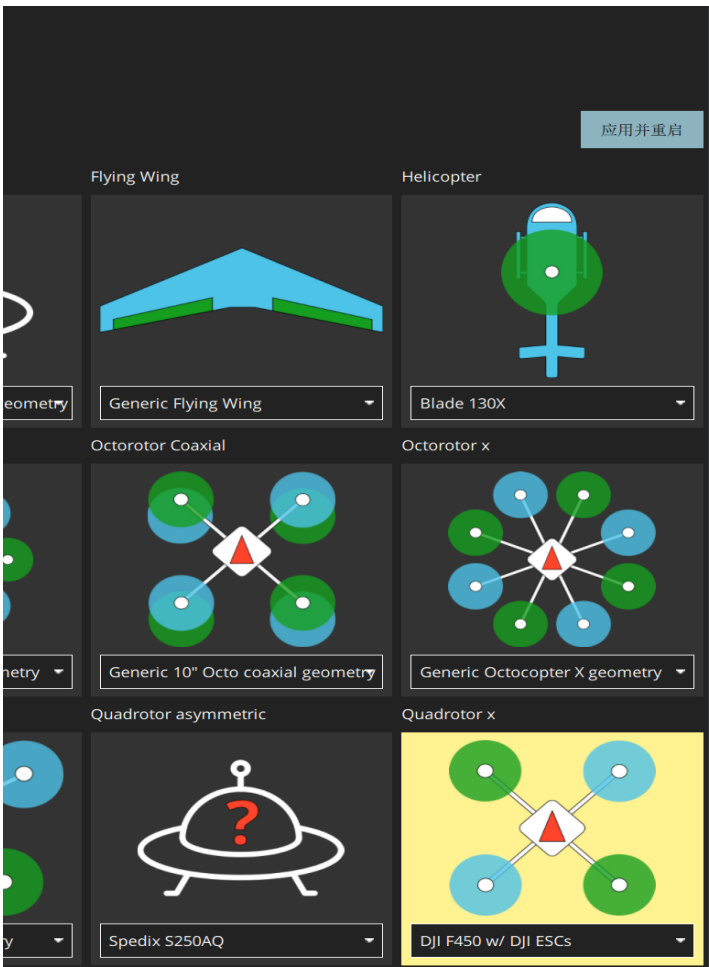 应用并重启
Flying Wing
Helicopter
eometry
Generic Flying Wing
Blade 130X
Octorotor Coaxial
Octorotor x
netry
Generic 10" Octo coaxial geometry
Generic Octocopter X geometry
Quadrotor asymmetric
Quadrotor x
?
y
Spedix S250AQ
DJI F450 w/ DJI ESCs